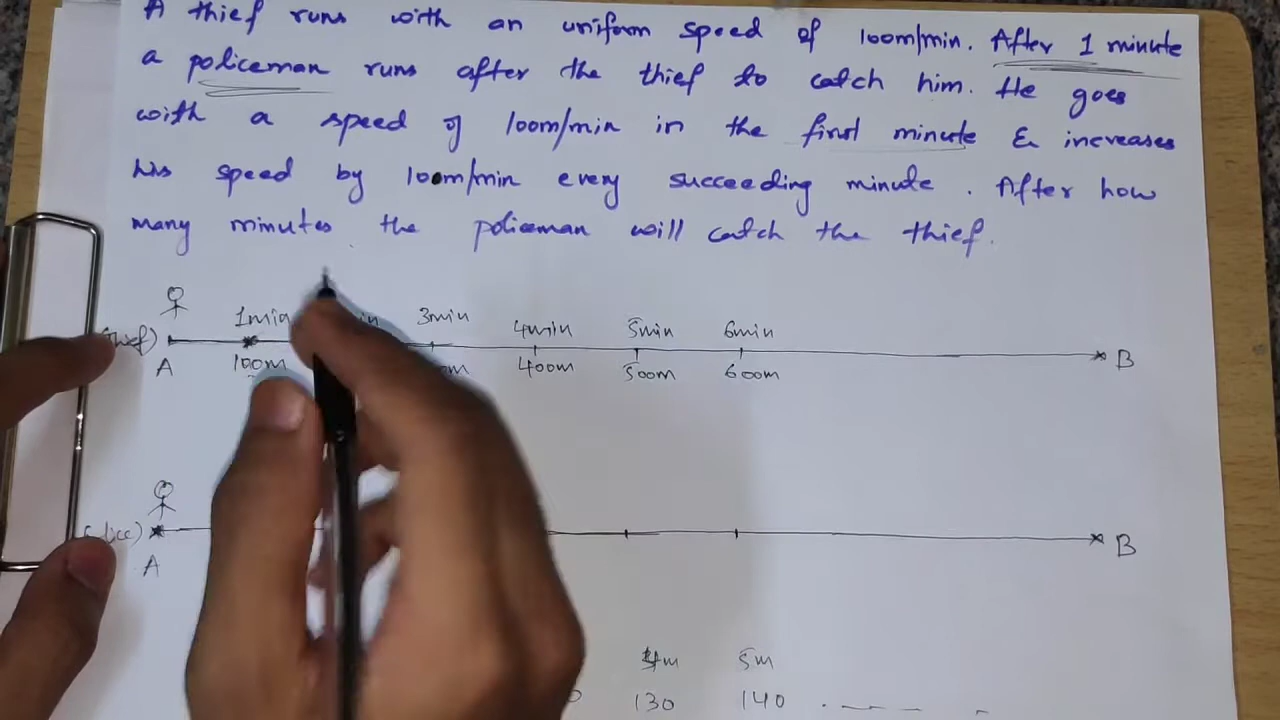 A thief runs with an uniform speed of 100m/min. After 1 minute
a policeman runs after the thief to catch him. He goes
with a speed of 100m/min in the first minute & increases
his speed by 100m/min every succeeding minute. After how
many minutes the policeman will catch the thief.
1min 3min 4min 5min 6min
A 100m 400m 500m 600m B
A B
4m 5m
130 140 . — — -